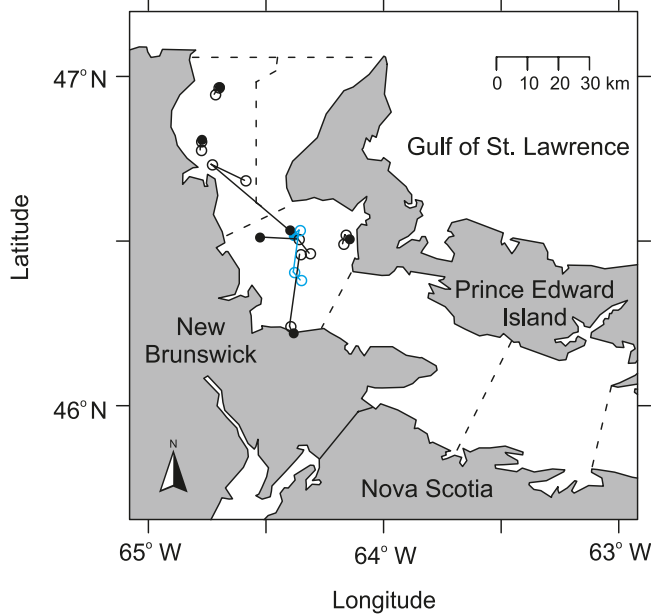 47°N
0 10 20 30 km
Gulf of St. Lawrence
Latitude
Prince Edward
Island
New
Brunswick
46°N
N
Nova Scotia
65° W
64° W
63° W
Longitude